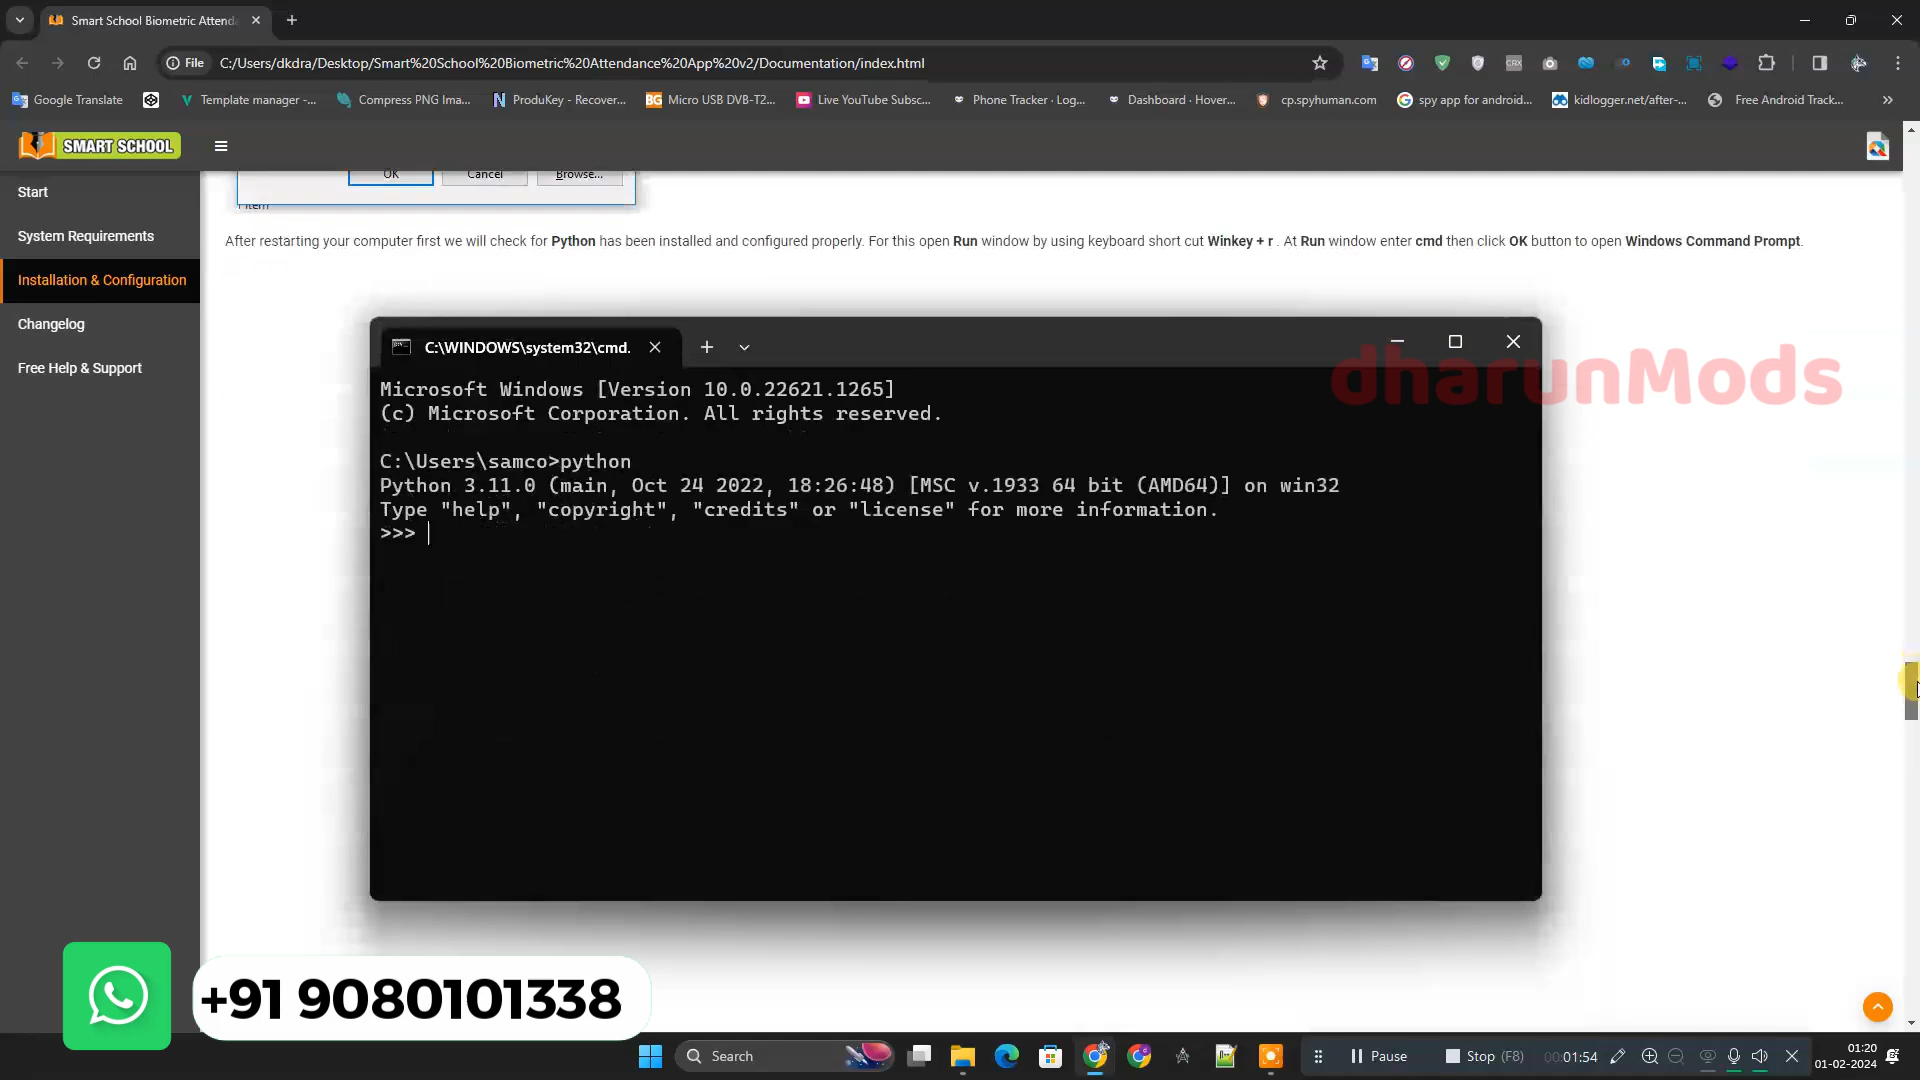 Smart School Biometric Attend
File
C:/Users/dkdra/Desktop/Smart%20School%20Biometric%20Attendance%20App%20v2/Documentation/index.html
CRX
Google Translate
Template manager -...
Compress PNG Ima...
ProduKey - Recover...
BG Micro USB DVB-T2...
Live YouTube Subsc...
Phone Tracker · Log...
Dashboard · Hover...
cp.spyhuman.com
spy app for android...
kidlogger.net/after-...
Free Android Track...
SMART SCHOOL
Start
System Requirements
Installation & Configuration
Changelog
Free Help & Support
OK
Cancel
Browse...
1 item
After restarting your computer first we will check for Python has been installed and configured properly. For this open Run window by using keyboard short cut Winkey + r . At Run window enter cmd then click OK button to open Windows Command Prompt.
C:\WINDOWS\system32\cmd.
dharunMods
Microsoft Windows [Version 10.0.22621.1265]
(c) Microsoft Corporation. All rights reserved.
C:\Users\samco>python
Python 3.11.0 (main, Oct 24 2022, 18:26:48) [MSC v.1933 64 bit (AMD64)] on win32
Type "help", "copyright", "credits" or "license" for more information.
>>>
+91 9080101338
Search
Pause
Stop (F8)
00:01:54
01:20
01-02-2024